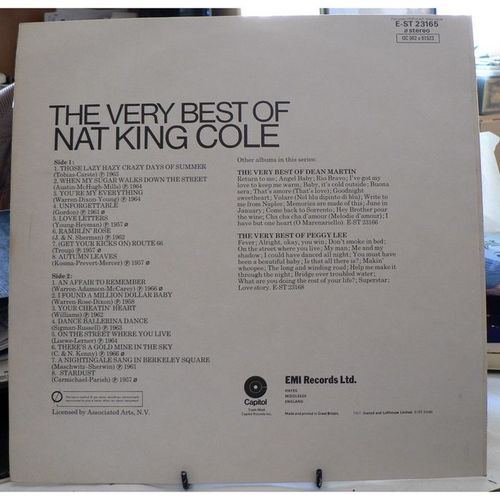 E-ST 23165
stereo
OC 062 o 81823
THE VERY BEST OF
NAT KING COLE
Side 1:
1. THOSE LAZY HAZY CRAZY DAYS OF SUMMER
(Tobias-Carste) Ⓟ 1963
2. WHEN MY SUGAR WALKS DOWN THE STREET
(Austin-McHugh-Mills) Ⓟ 1964
3. YOU'RE MY EVERYTHING
(Warren-Dixon-Young) Ⓟ 1964
4. UNFORGETTABLE
(Gordon) Ⓟ 1961 ø
5. LOVE LETTERS
(Young-Heyman) Ⓟ 1957 ø
6. RAMBLIN' ROSE
(J. & N. Sherman) Ⓟ 1962
7. (GET YOUR KICKS ON) ROUTE 66
(Troup) Ⓟ 1957 ø
8. AUTUMN LEAVES
(Kosma-Prevert-Mercer) Ⓟ 1957 ø
Side 2:
1. AN AFFAIR TO REMEMBER
(Warren-Adamson-McCarey) Ⓟ 1966 ø
2. I FOUND A MILLION DOLLAR BABY
(Warren-Rose-Dixon) Ⓟ 1958
3. YOUR CHEATIN' HEART
(Williams) Ⓟ 1962
4. DANCE BALLERINA DANCE
(Sigman-Russell) Ⓟ 1963
5. ON THE STREET WHERE YOU LIVE
(Loewe-Lerner) Ⓟ 1964
6. THERE'S A GOLD MINE IN THE SKY
(C. & N. Kenny) Ⓟ 1966 ø
7. A NIGHTINGALE SANG IN BERKELEY SQUARE
(Maschwitz-Sherwin) Ⓟ 1961
8. STARDUST
(Carmichael-Parish) Ⓟ 1957 ø
Licensed by Associated Arts, N.V.
Other albums in this series:
THE VERY BEST OF DEAN MARTIN
Return to me; Angel Baby; Rio Bravo; I've got my
love to keep me warm; Baby, it's cold outside; Buona
sera; That's amore (That's love); Goodnight
sweetheart; Volare (Nel blu dipinto di blu); Write to
me from Naples; Memories are made of this; June in
January; Come back to Sorrento; Hey Brother pour
the wine; Cha cha cha d'amour (Melodie d'amour); I
have but one heart (O Marenariello). E-ST
THE VERY BEST OF PEGGY LEE
Fever; Alright, okay, you win; Don't smoke in bed;
On the street where you live; My man; Me and my
shadow; I could have danced all night; You must have
been a beautiful baby; Is that all there is?; Makin'
whoopee; The long and winding road; Help me make it
through the night; Bridge over troubled water;
What are you doing the rest of your life?; Superstar;
Love story. E-ST 23168
Capitol
Trade Mark
Capitol Records Inc.
EMI Records Ltd.
HAYES
MIDDLESEX
ENGLAND
Made and printed in Great Britain
Garrod and Lofthouse Limited